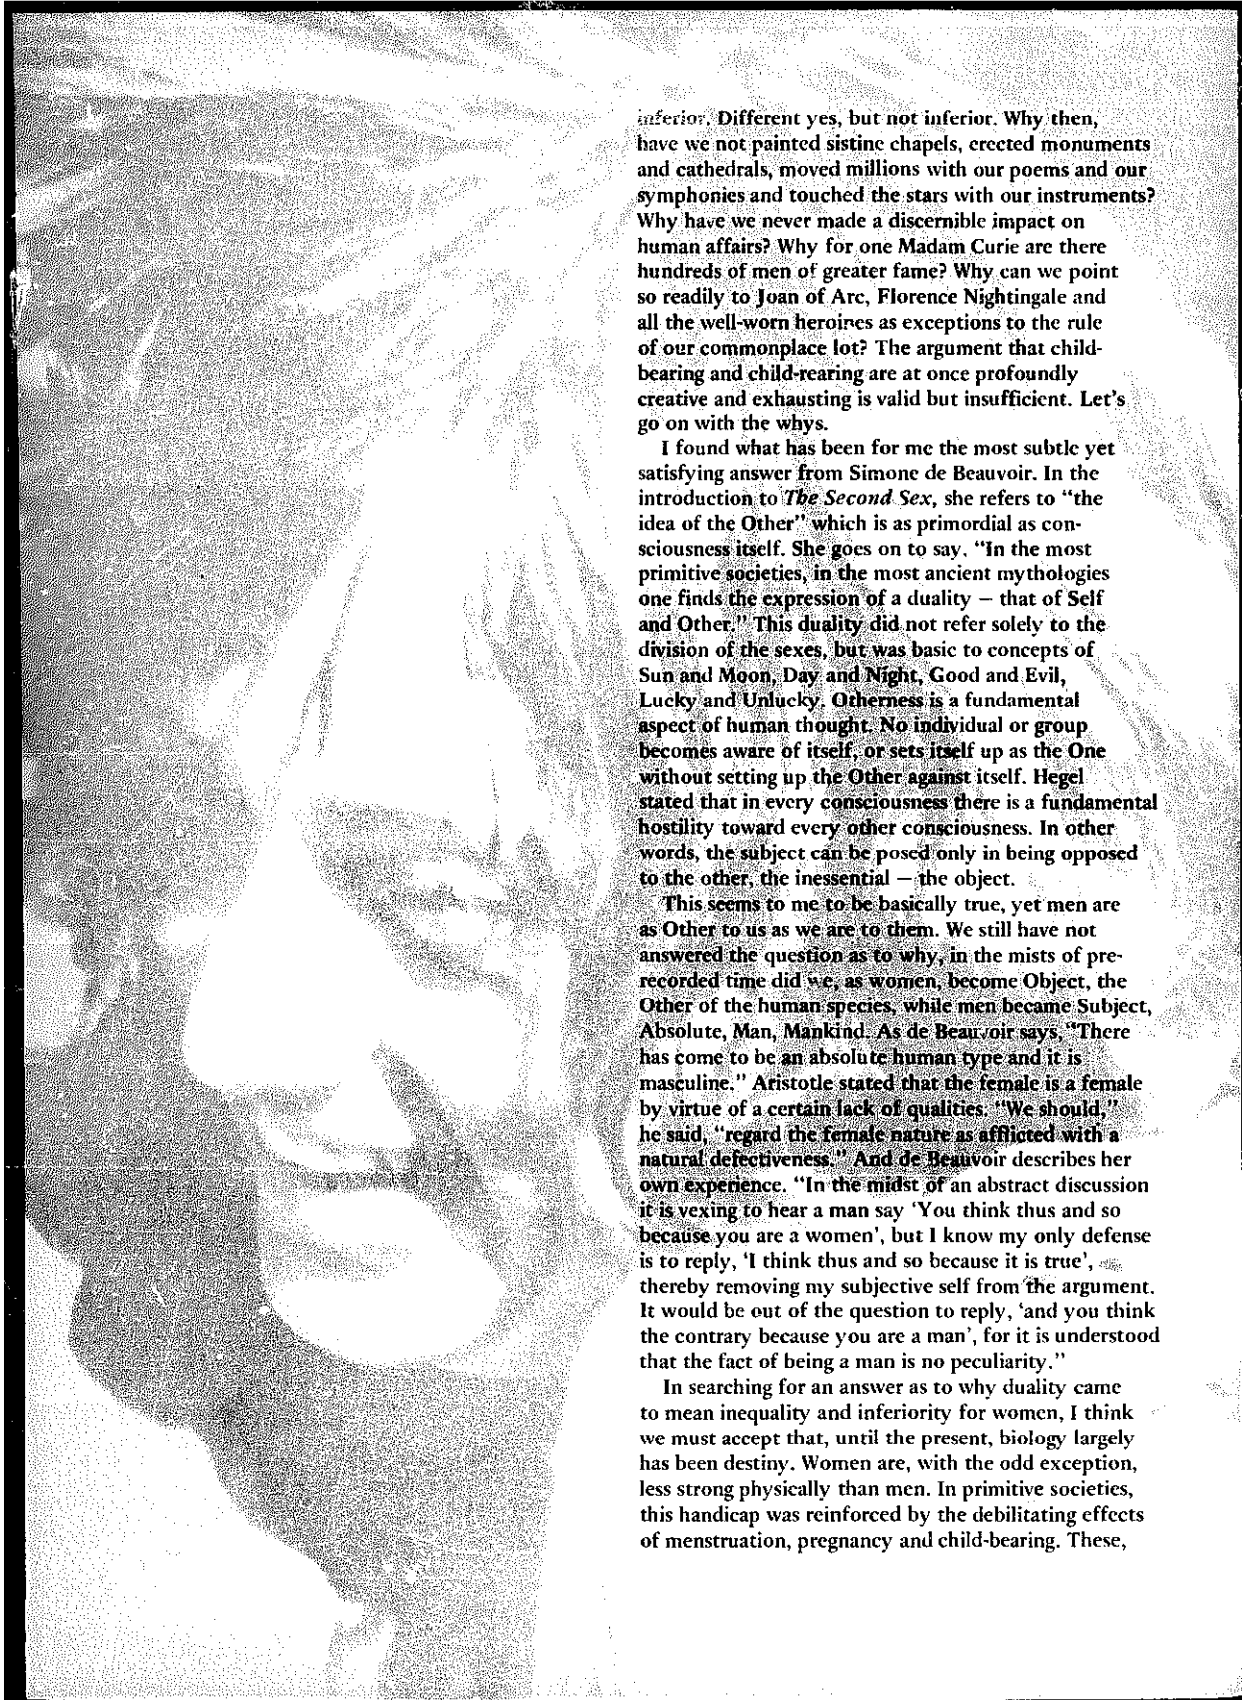 inferior. Different yes, but not inferior. Why then,
have we not painted sistine chapels, erected monuments
and cathedrals, moved millions with our poems and our
symphonies and touched the stars with our instruments?
Why have we never made a discernible impact on
human affairs? Why for one Madam Curie are there
hundreds of men of greater fame? Why can we point
so readily to Joan of Arc, Florence Nightingale and
all the well-worn heroines as exceptions to the rule
of our commonplace lot? The argument that child-
bearing and child-rearing are at once profoundly
creative and exhausting is valid but insufficient. Let's
go on with the whys.
I found what has been for me the most subtle yet
satisfying answer from Simone de Beauvoir. In the
introduction to The Second Sex, she refers to “the
idea of the Other” which is as primordial as con-
sciousness itself. She goes on to say. “In the most
primitive societies, in the most ancient mythologies
one finds the expression of a duality — that of Self
and Other.” This duality did not refer solely to the
division of the sexes, but was basic to concepts of
Sun and Moon, Day and Night, Good and Evil,
Lucky and Unlucky. Otherness is a fundamental
aspect of human thought. No individual or group
becomes aware of itself, or sets itself up as the One
without setting up the Other against itself. Hegel
stated that in every consciousness there is a fundamental
hostility toward every other consciousness. In other
words, the subject can be posed only in being opposed
to the other, the inessential — the object.
This seems to me to be basically true, yet men are
as Other to us as we are to them. We still have not
answered the question as to why, in the mists of pre-
recorded time did we, as women, become Object, the
Other of the human species, while men became Subject,
Absolute, Man, Mankind. As de Beauvoir says, “There
has come to be an absolute human type and it is
masculine.” Aristotle stated that the female is a female
by virtue of a certain lack of qualities. “We should,”
he said, “regard the female nature as afflicted with a
natural defectiveness.” And de Beauvoir describes her
own experience. “In the midst of an abstract discussion
it is vexing to hear a man say ‘You think thus and so
because you are a women’, but I know my only defense
is to reply, ‘I think thus and so because it is true’,
thereby removing my subjective self from the argument.
It would be out of the question to reply, ‘and you think
the contrary because you are a man’, for it is understood
that the fact of being a man is no peculiarity.”
In searching for an answer as to why duality came
to mean inequality and inferiority for women, I think
we must accept that, until the present, biology largely
has been destiny. Women are, with the odd exception,
less strong physically than men. In primitive societies,
this handicap was reinforced by the debilitating effects
of menstruation, pregnancy and child-bearing. These,